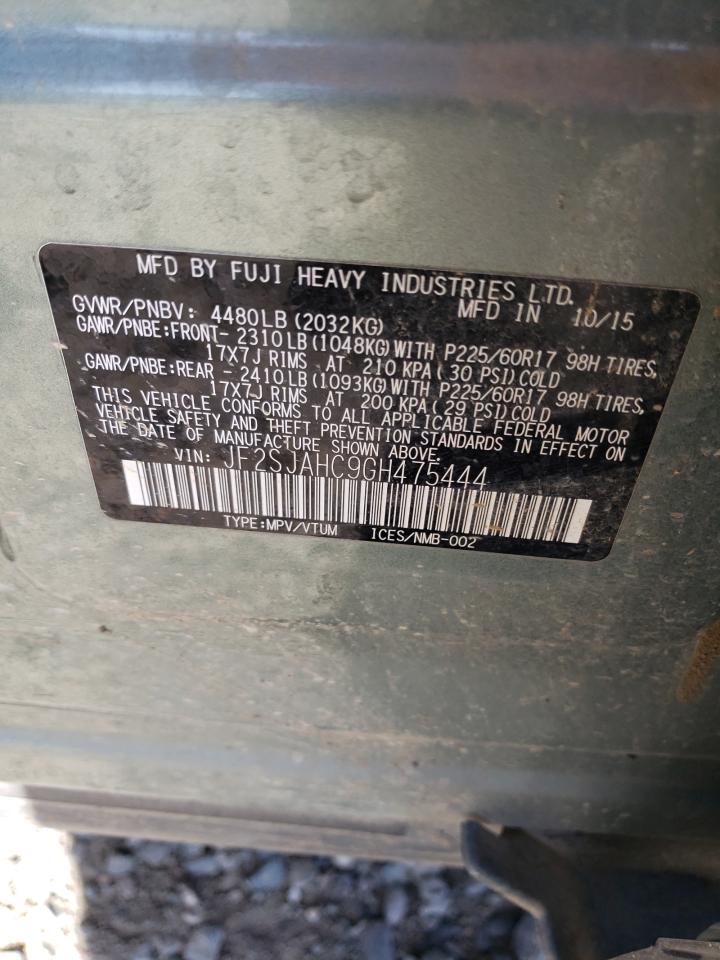 MFD BY FUJI HEAVY INDUSTRIES LTD.
GVWR/PNBV: 4480LB(2032KG) MFD IN 10/15
GAWR/PNBE:FRONT- 2310LB(1048KG)WITH P225/60R17 98H TIRES,
17X7J RIMS AT 210 KPA( 30 PSI)COLD
GAWR/PNBE:REAR - 2410LB(1093KG)WITH P225/60R17 98H TIRES,
17X7J RIMS AT 200 KPA( 29 PSI)COLD
THIS VEHICLE CONFORMS TO ALL APPLICABLE FEDERAL MOTOR
VEHICLE SAFETY AND THEFT PREVENTION STANDARDS IN EFFECT ON
THE DATE OF MANUFACTURE SHOWN ABOVE.
VIN: JF2SJAHC9GH475444
TYPE:MPV/VTUM ICES/NMB-002